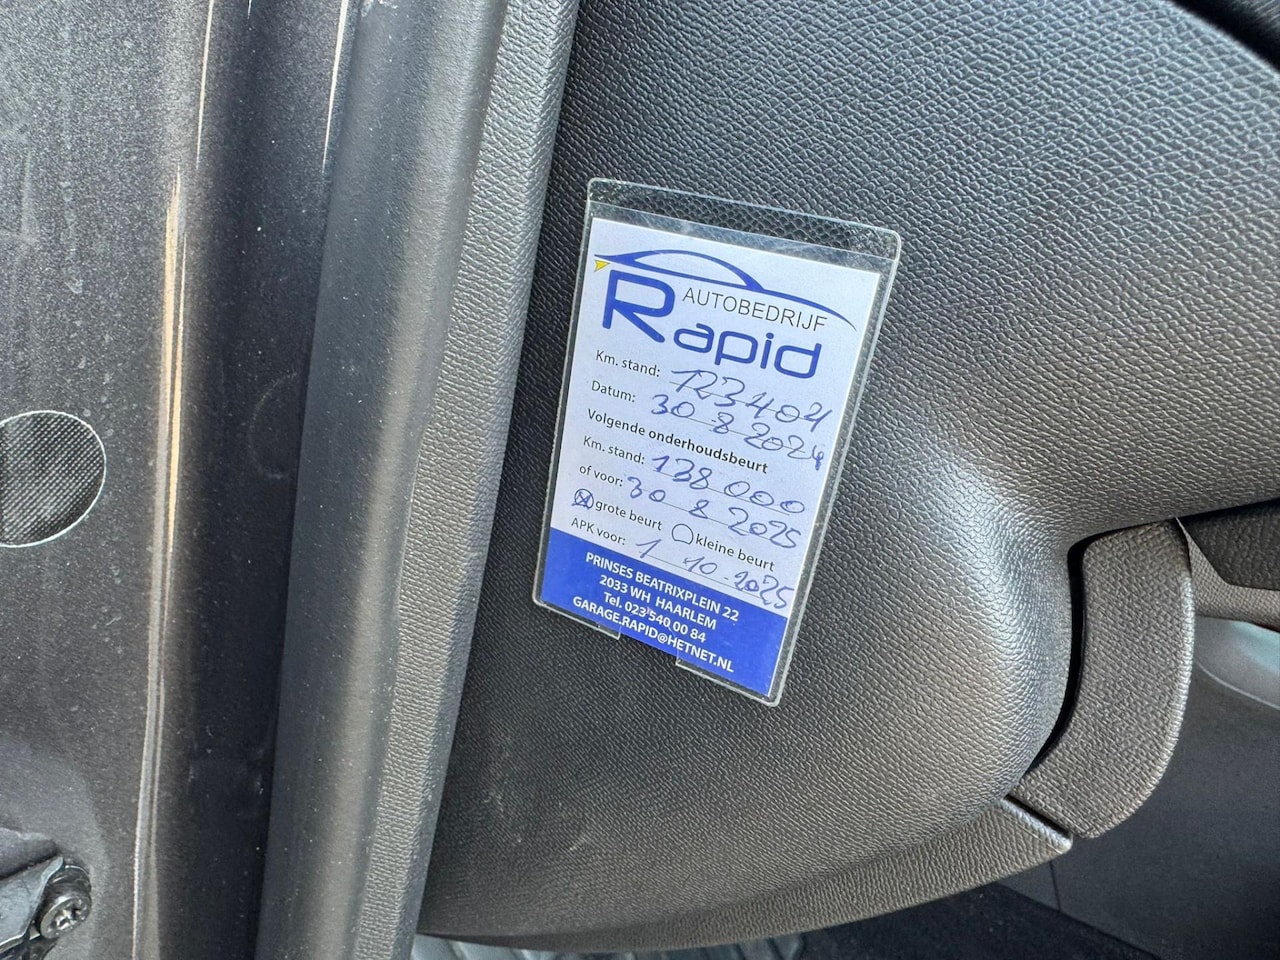 AUTOBEDRIJF
Rapid
Km. stand: 123404
Datum: 30-8-2024
Volgende onderhoudsbeurt
Km. stand: 138 000
of voor: 30 8 2025
grote beurt kleine beurt
APK voor: 1-10-2025
PRINSES BEATRIXPLEIN 22
2033 WH HAARLEM
Tel. 023 540 00 84
GARAGE.RAPID@HETNET.NL